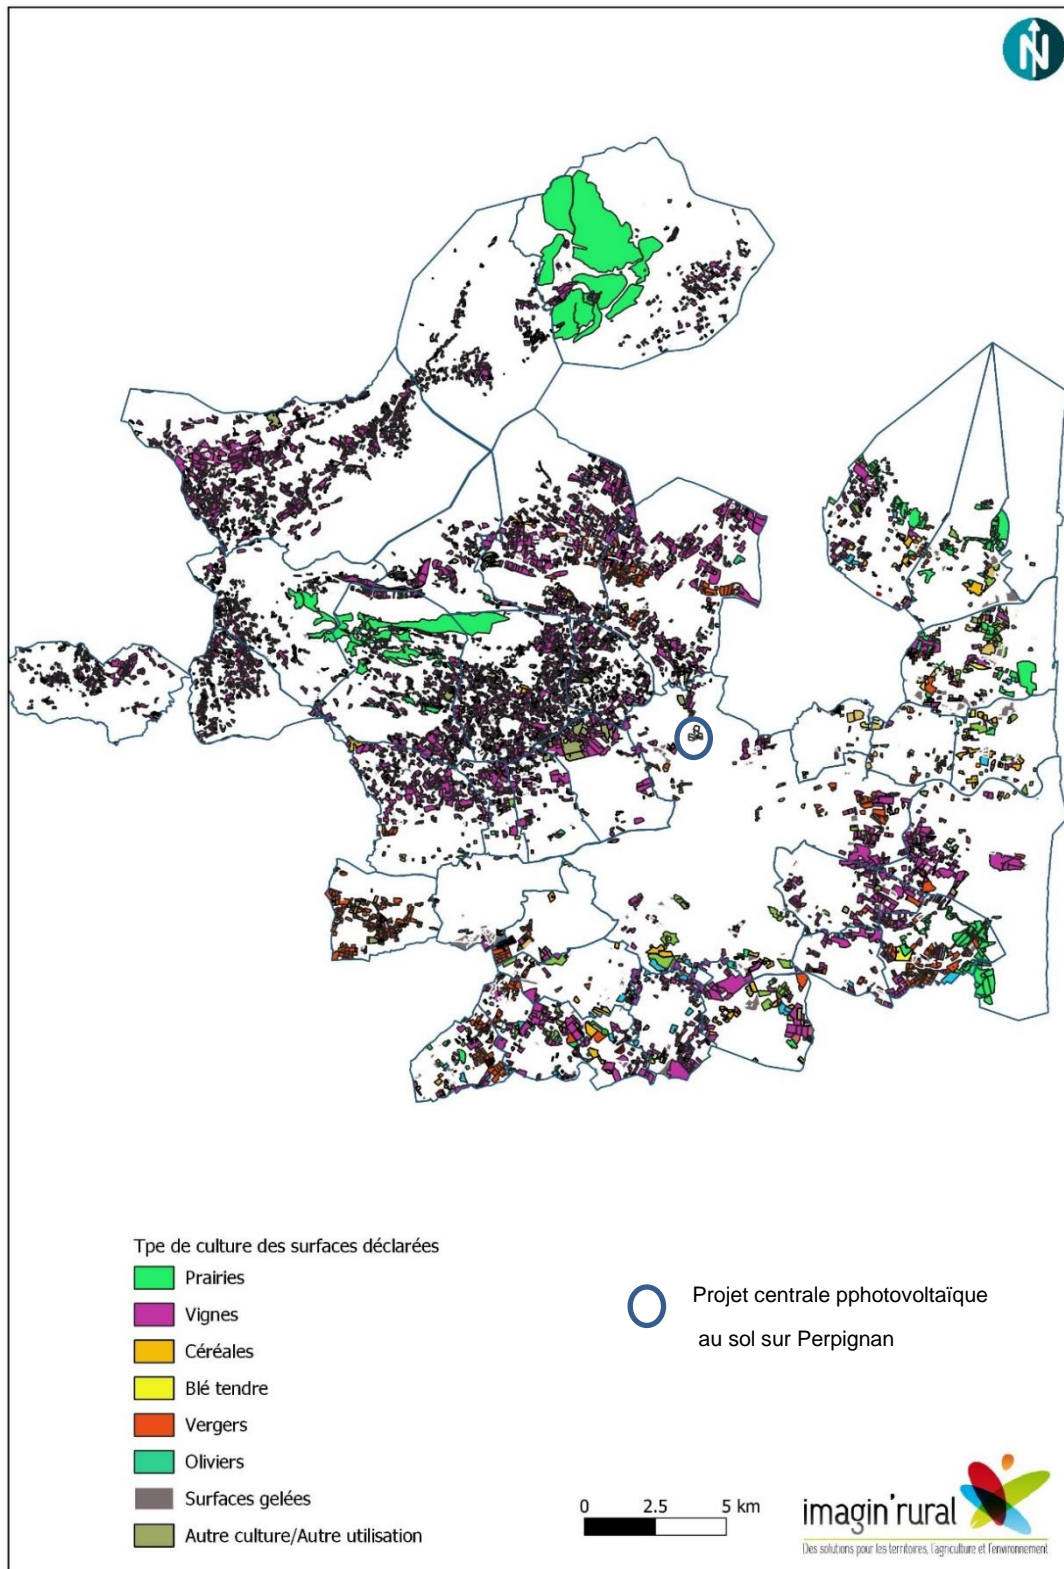 N
Tpe de culture des surfaces déclarées
Prairies
Vignes
Céréales
Blé tendre
Vergers
Oliviers
Surfaces gelées
Autre culture/Autre utilisation
Projet centrale pphotovoltaïque
au sol sur Perpignan
0 2.5 5 km
imagin'rural
Des solutions pour les territoires, l'agriculture et l'environnement